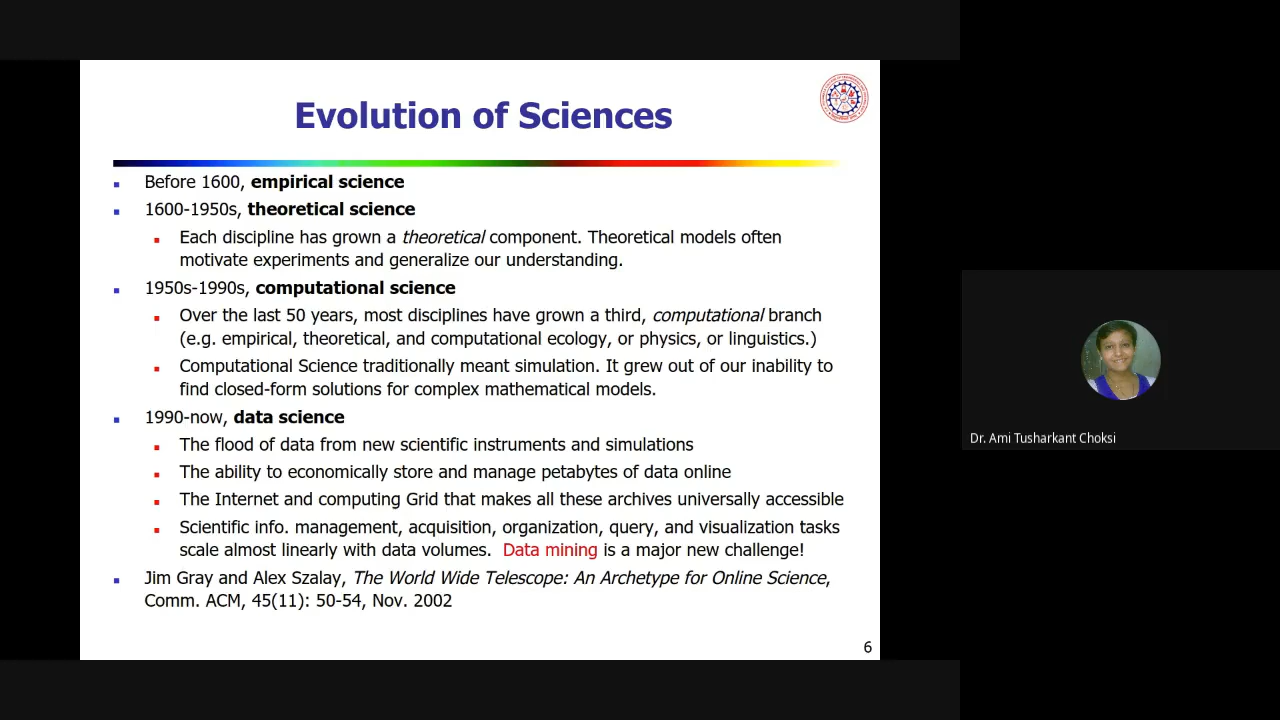 Evolution of Sciences
Before 1600, empirical science
1600-1950s, theoretical science
Each discipline has grown a theoretical component. Theoretical models often
motivate experiments and generalize our understanding.
1950s-1990s, computational science
Over the last 50 years, most disciplines have grown a third, computational branch
(e.g. empirical, theoretical, and computational ecology, or physics, or linguistics.)
Computational Science traditionally meant simulation. It grew out of our inability to
find closed-form solutions for complex mathematical models.
1990-now, data science
The flood of data from new scientific instruments and simulations
The ability to economically store and manage petabytes of data online
The Internet and computing Grid that makes all these archives universally accessible
Scientific info. management, acquisition, organization, query, and visualization tasks
scale almost linearly with data volumes. Data mining is a major new challenge!
Jim Gray and Alex Szalay, The World Wide Telescope: An Archetype for Online Science,
Comm. ACM, 45(11): 50-54, Nov. 2002
6
Dr. Ami Tusharkant Choksi